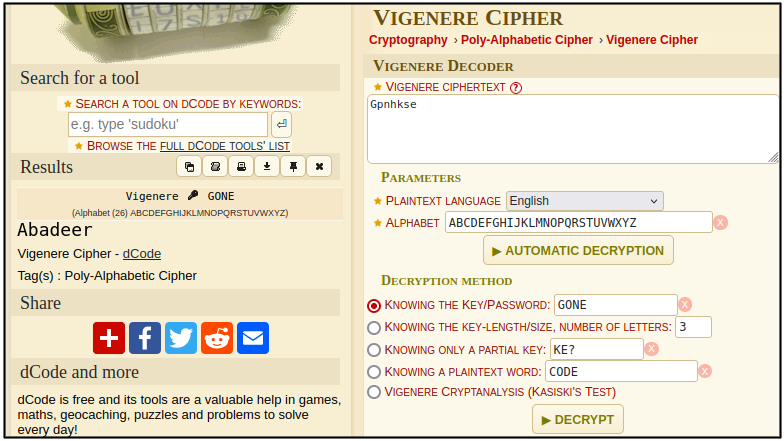 Search for a tool
★ SEARCH A TOOL ON DCODE BY KEYWORDS:
e.g. type 'sudoku'
★ BROWSE THE FULL DCODE TOOLS' LIST
Results
Vigenere GONE
(Alphabet (26) ABCDEFGHIJKLMNOPQRSTUVWXYZ)
Abadeer
Vigenere Cipher - dCode
Tag(s) : Poly-Alphabetic Cipher
Share
dCode and more
dCode is free and its tools are a valuable help in games,
maths, geocaching, puzzles and problems to solve
every day!
VIGENERE CIPHER
Cryptography › Poly-Alphabetic Cipher › Vigenere Cipher
VIGENERE DECODER
★ VIGENERE CIPHERTEXT ?
Gpnhkse
PARAMETERS
★ PLAINTEXT LANGUAGE English
★ ALPHABET ABCDEFGHIJKLMNOPQRSTUVWXYZ X
▶ AUTOMATIC DECRYPTION
DECRYPTION METHOD
KNOWING THE KEY/PASSWORD: GONE X
KNOWING THE KEY-LENGTH/SIZE, NUMBER OF LETTERS: 3
KNOWING ONLY A PARTIAL KEY: KE? X
KNOWING A PLAINTEXT WORD: CODE X
VIGENERE CRYPTANALYSIS (KASISKI'S TEST)
▶ DECRYPT